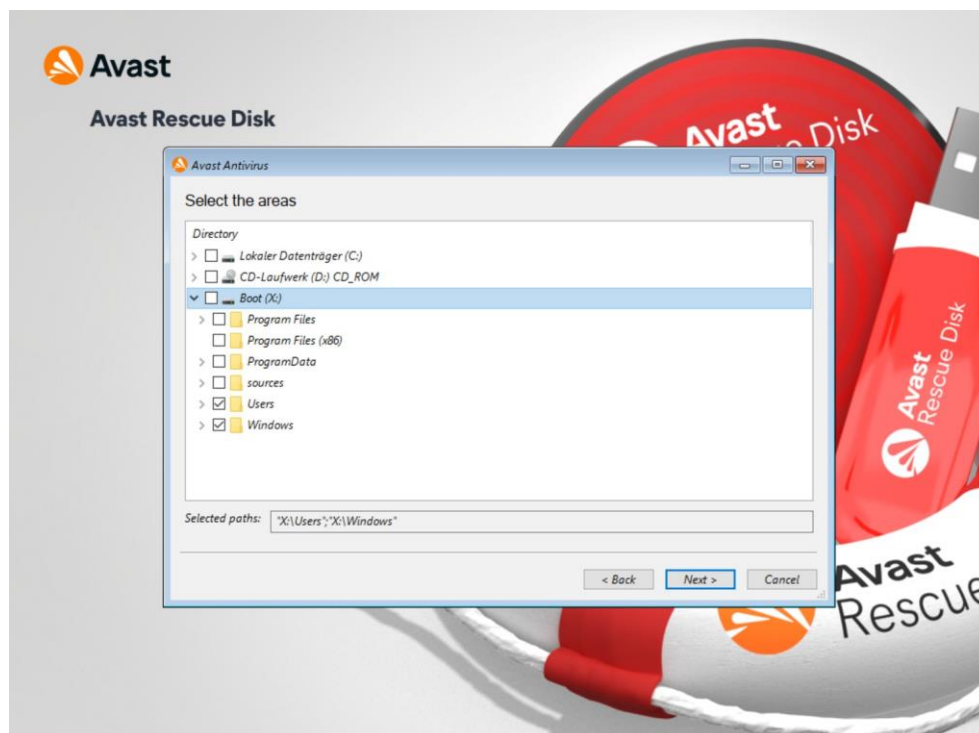 Avast
Avast Rescue Disk
Avast
Disk
Avast Antivirus
Select the areas
Directory
Lokaler Datenträger (C:)
CD-Laufwerk (D:) CD_ROM
Boot (X:)
Program Files
Program Files (x86)
ProgramData
sources
Users
Windows
Selected paths: "X:\Users";"X:\Windows"
< Back Next > Cancel
Avast
Rescue Disk
Avast
Rescue